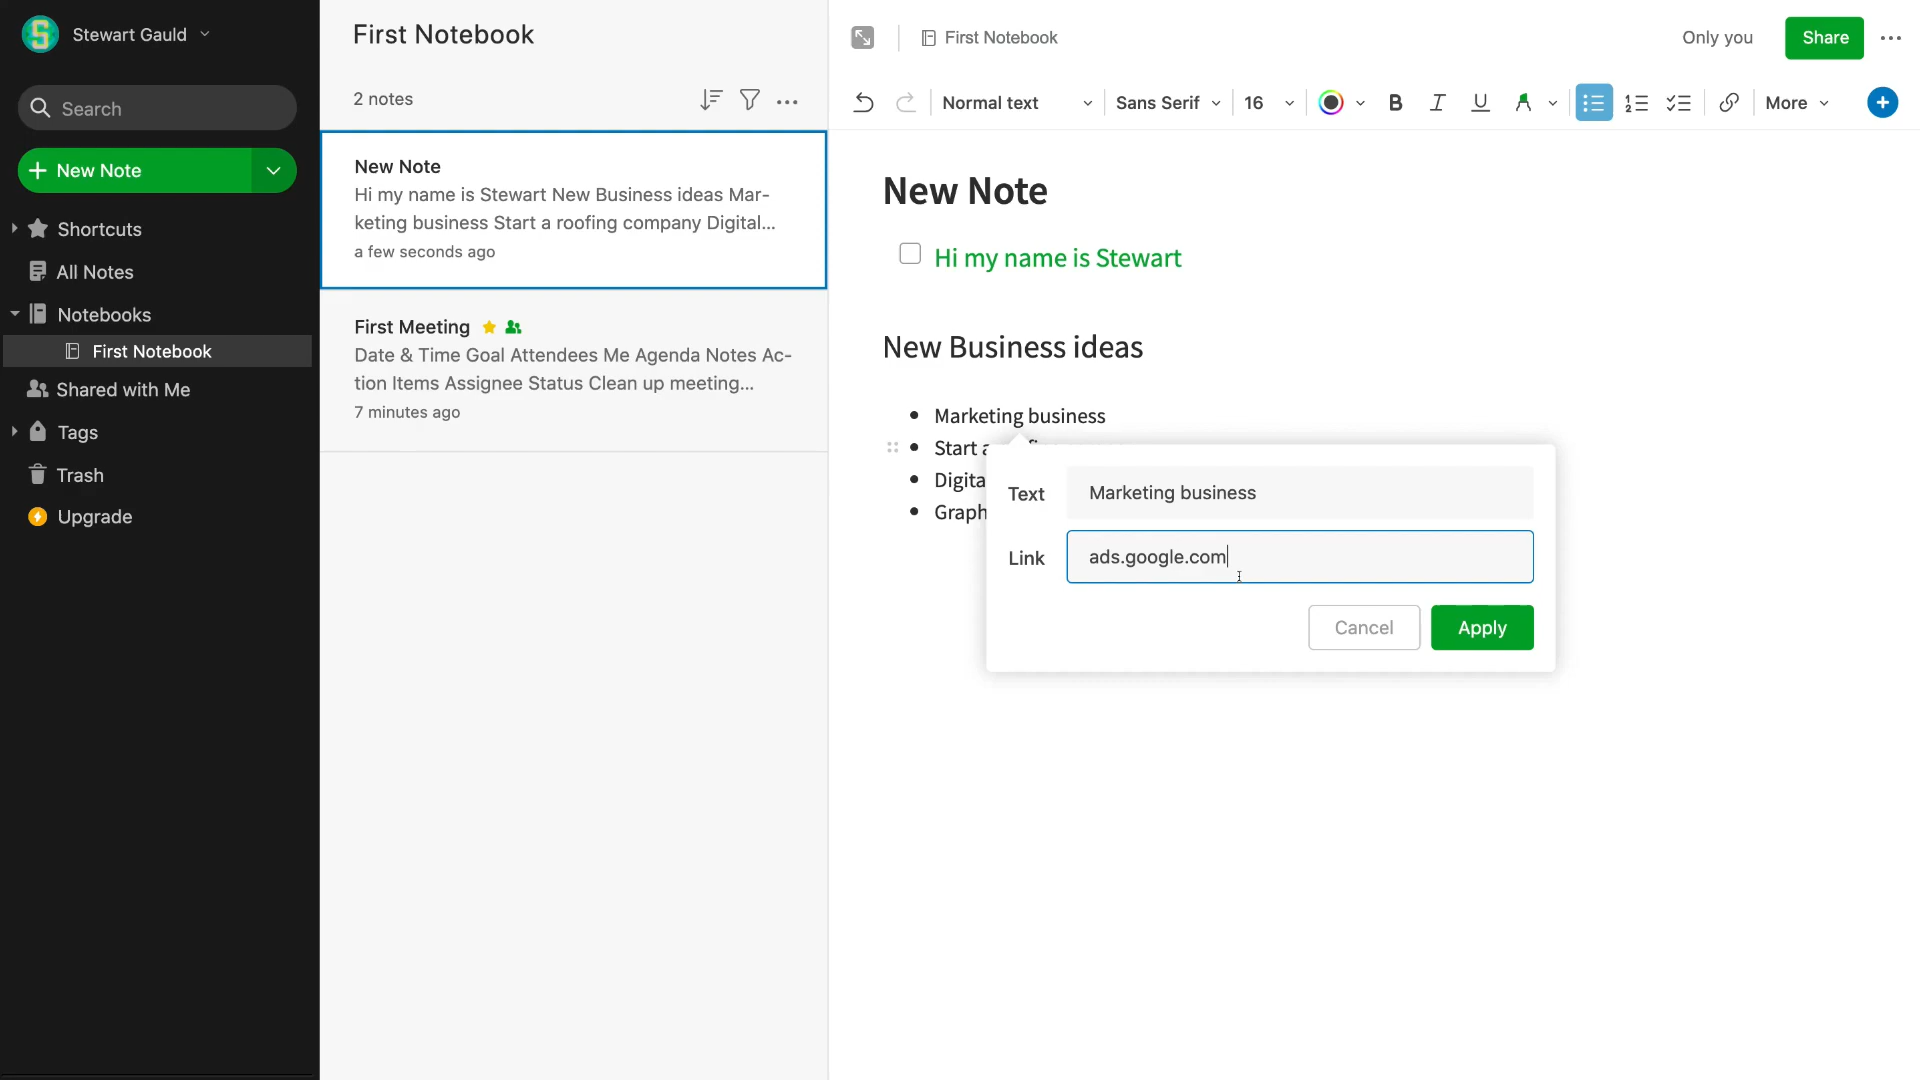 Stewart Gauld
Search
New Note
Shortcuts
All Notes
Notebooks
First Notebook
Shared with Me
Tags
Trash
Upgrade
First Notebook
2 notes
New Note
Hi my name is Stewart New Business ideas Mar-
keting business Start a roofing company Digital...
a few seconds ago
First Meeting
Date & Time Goal Attendees Me Agenda Notes Ac-
tion Items Assignee Status Clean up meeting...
7 minutes ago
First Notebook
Only you
Share
Normal text
Sans Serif
16
More
New Note
Hi my name is Stewart
New Business ideas
Marketing business
Start a
Digita
Graph
Text
Marketing business
Link
ads.google.com
Cancel
Apply